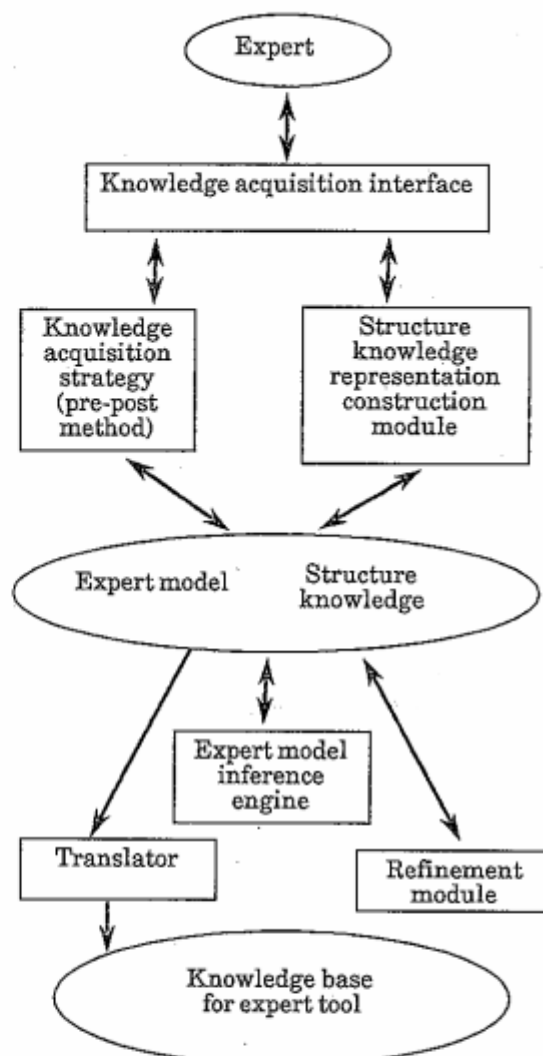 Expert
Knowledge acquisition interface
Knowledge
acquisition
strategy
(pre-post
method)
Structure
knowledge
representation
construction
module
Expert model
Structure
knowledge
Expert model
inference
engine
Translator
Refinement
module
Knowledge base
for expert tool